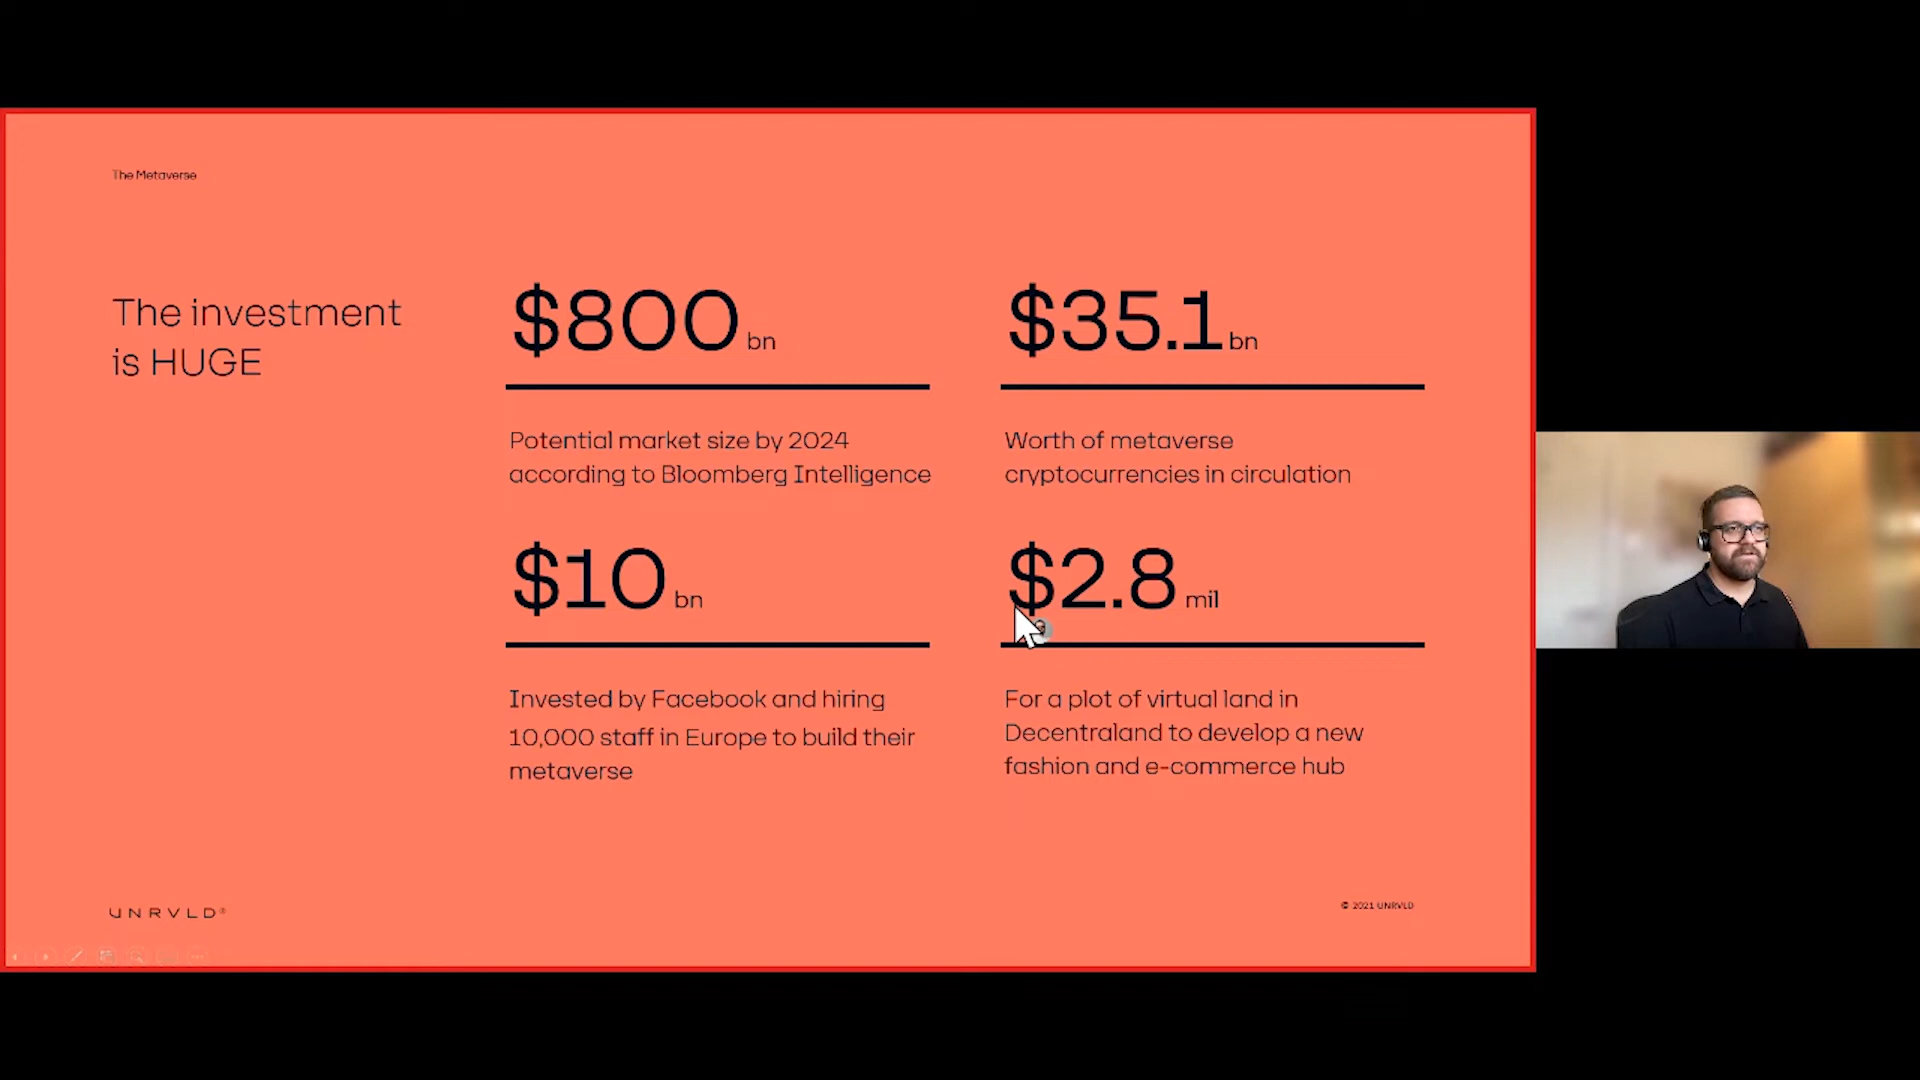 The Metaverse
The investment
is HUGE
$800 bn
Potential market size by 2024
according to Bloomberg Intelligence
$35.1 bn
Worth of metaverse
cryptocurrencies in circulation
$10 bn
Invested by Facebook and hiring
10,000 staff in Europe to build their
metaverse
$2.8 mil
For a plot of virtual land in
Decentraland to develop a new
fashion and e-commerce hub
UNRVLD®
© 2021 UNRVLD